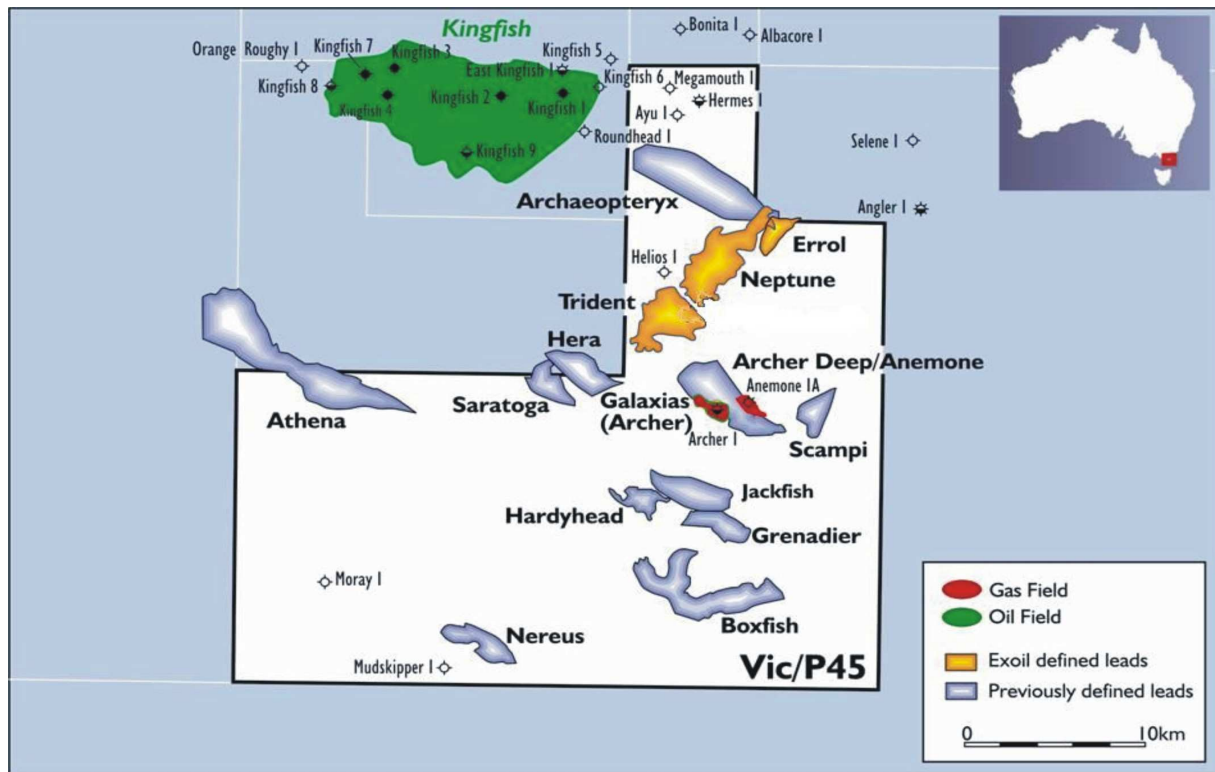 Kingfish
Bonita 1
Albacore 1
Orange Roughy 1
Kingfish 7
Kingfish 3
Kingfish 5
East Kingfish 1
Kingfish 8
Kingfish 4
Kingfish 2
Kingfish 1
Kingfish 6
Megamouth 1
Hermes 1
Ayu 1
Roundhead 1
Kingfish 9
Selene 1
Archaeopteryx
Angler 1
Errol
Helios 1
Neptune
Trident
Hera
Archer Deep/Anemone
Anemone 1A
Athena
Saratoga
Galaxias
(Archer)
Archer 1
Scampi
Jackfish
Hardyhead
Grenadier
Moray 1
Boxfish
Nereus
Mudskipper 1
Vic/P45
Gas Field
Oil Field
Exoil defined leads
Previously defined leads
0 10km